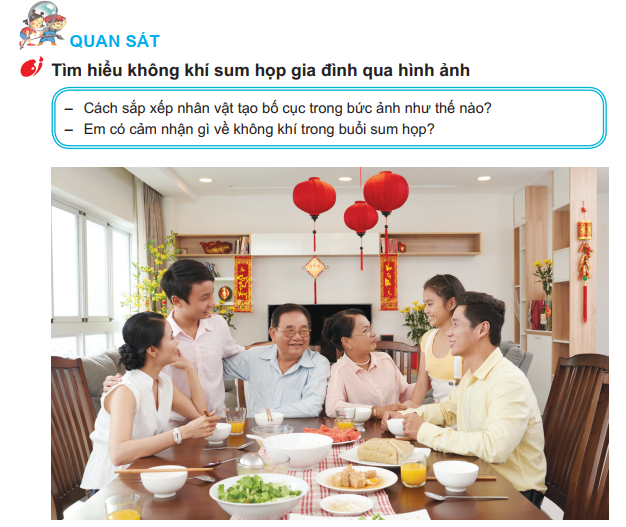 QUAN SÁT
Tìm hiểu không khí sum họp gia đình qua hình ảnh
– Cách sắp xếp nhân vật tạo bố cục trong bức ảnh như thế nào?
– Em có cảm nhận gì về không khí trong buổi sum họp?